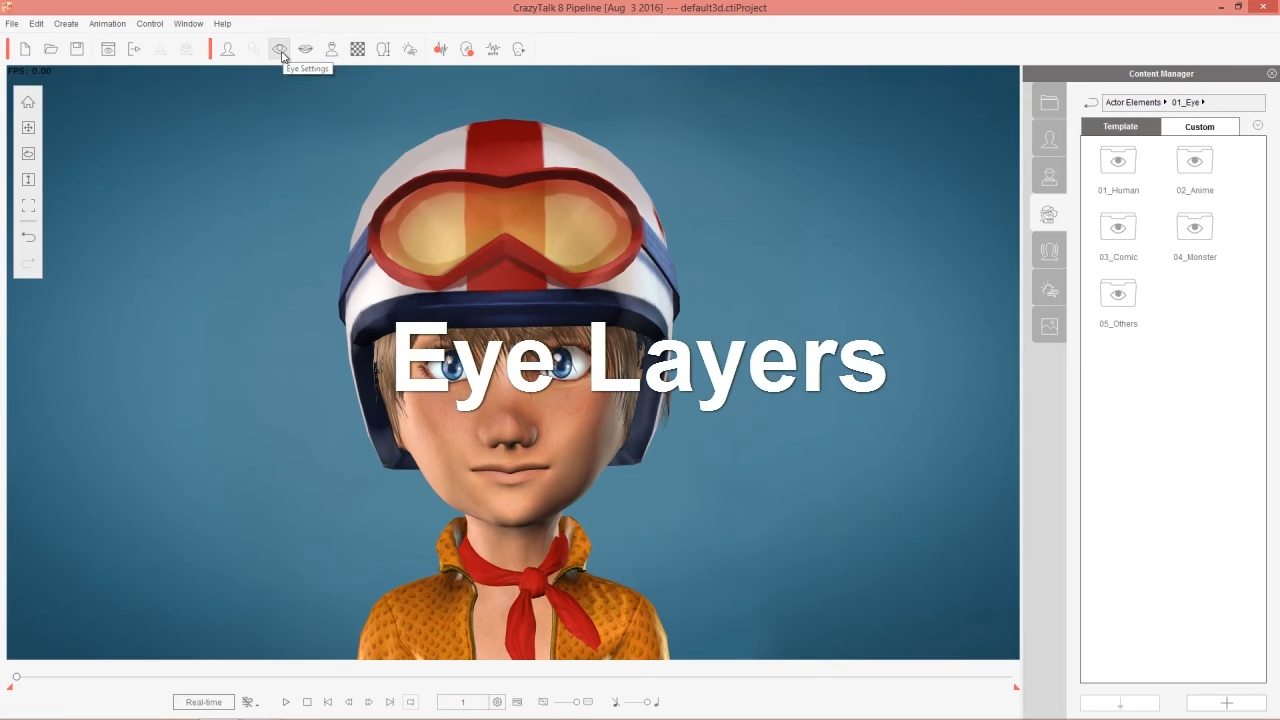 CrazyTalk 8 Pipeline [Aug 3 2016] --- default3d.ctiProject
File Edit Create Animation Control Window Help
Eye Settings
FPS: 0.00
Content Manager
Actor Elements 01_Eye
Template Custom
01_Human 02_Anime
03_Comic 04_Monster
05_Others
Eye Layers
Real-time
1